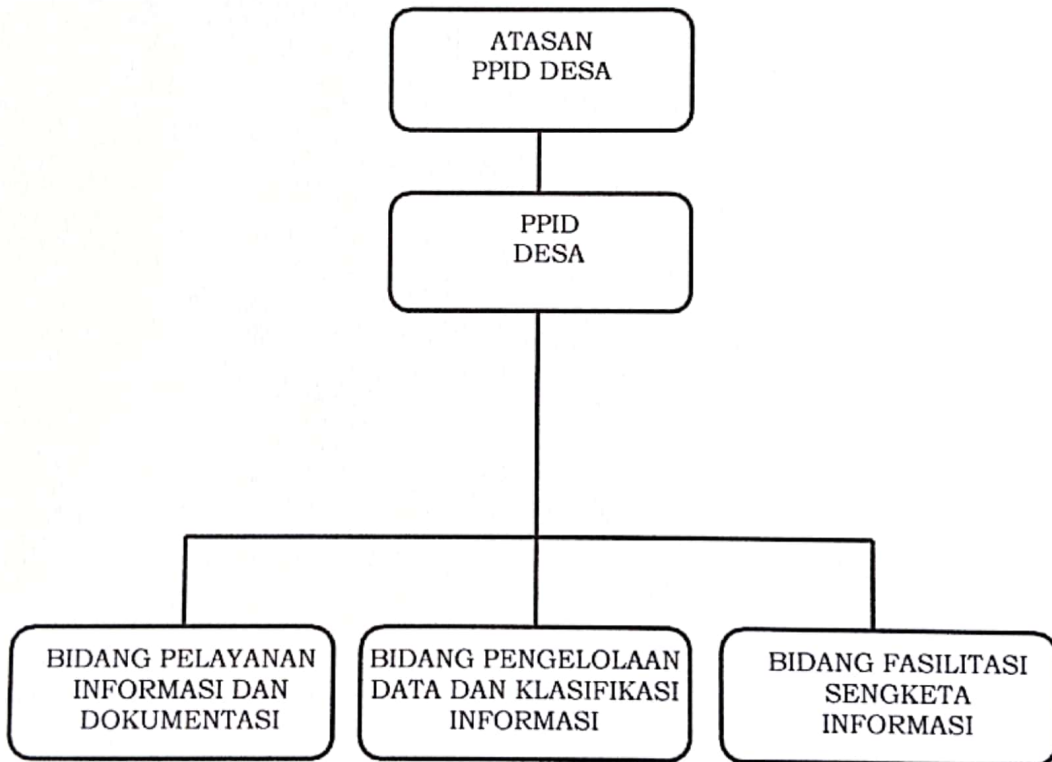 ATASAN
PPID DESA
PPID
DESA
BIDANG PELAYANAN
INFORMASI DAN
DOKUMENTASI
BIDANG PENGELOLAAN
DATA DAN KLASIFIKASI
INFORMASI
BIDANG FASILITASI
SENGKETA
INFORMASI